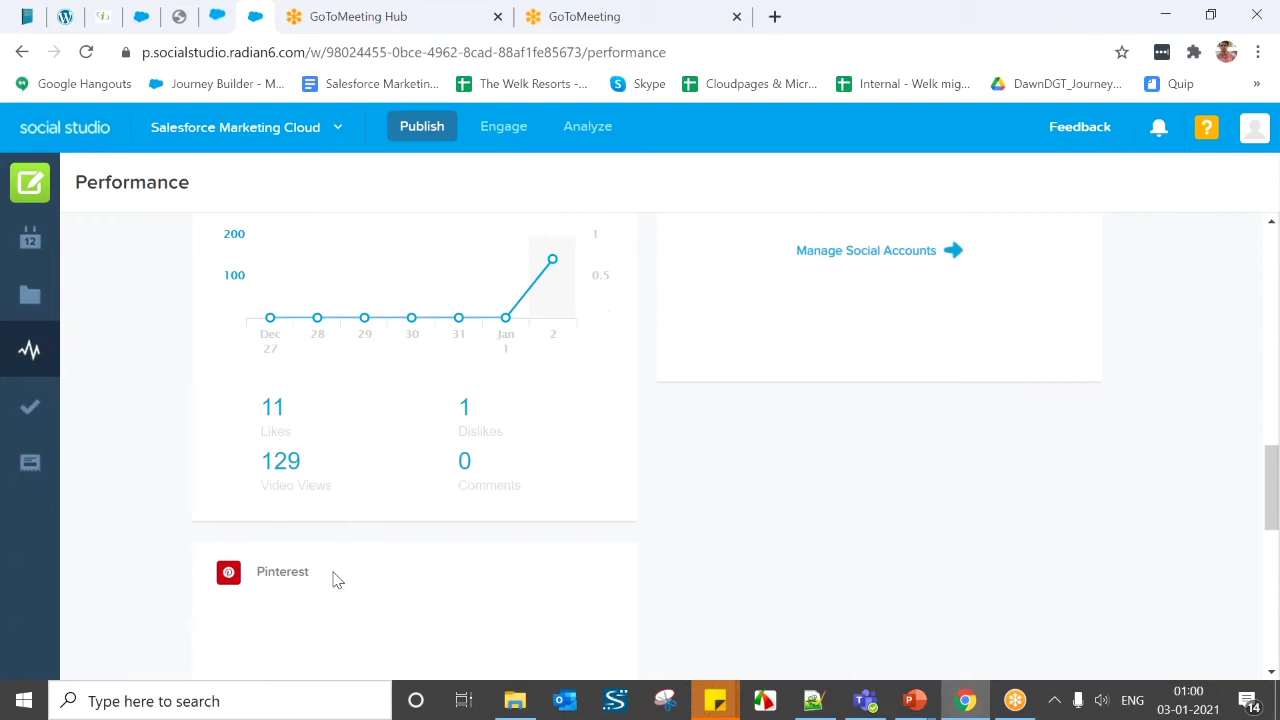 GoToMeeting Hub
GoToMeeting
p.socialstudio.radian6.com/w/98024455-0bce-4962-8cad-88af1fe85673/performance
Google Hangouts
Journey Builder - M...
Salesforce Marketin...
The Welk Resorts -...
Skype
Cloudpages & Micr...
Internal - Welk mig...
DawnDGT_Journey...
Quip
»
social studio
Salesforce Marketing Cloud
Publish
Engage
Analyze
Feedback
?
12
Performance
200
1
100
0.5
Dec 27
28
29
30
31
Jan 1
2
Manage Social Accounts
11
Likes
1
Dislikes
129
Video Views
0
Comments
Pinterest
Type here to search
ENG
01:00
03-01-2021
14